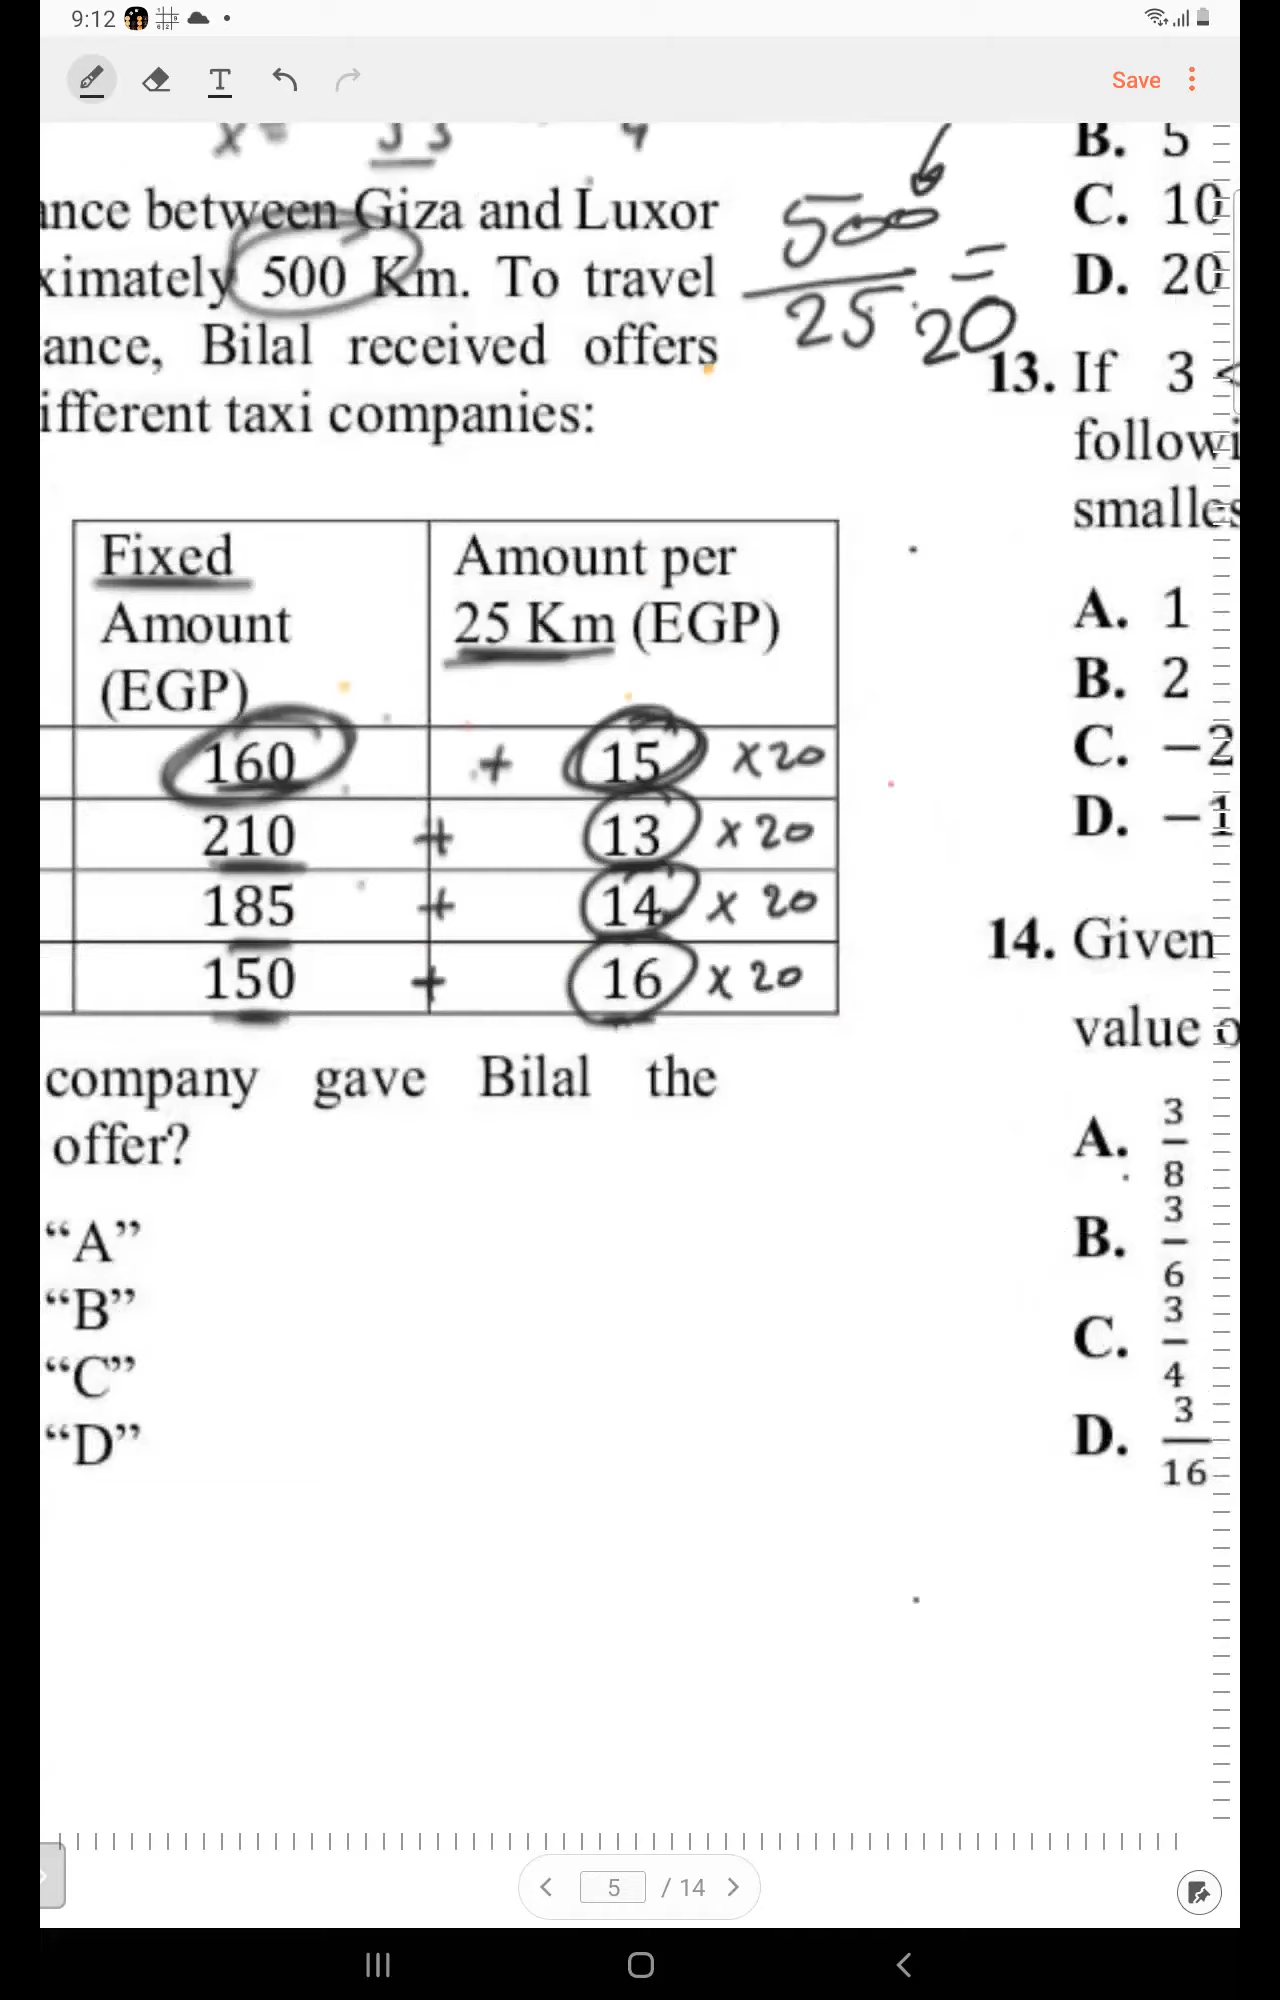 9:12
Save
x =
ance between Giza and Luxor
ximately 500 Km. To travel
ance, Bilal received offers
ifferent taxi companies:
500
25
=
20
Fixed Amount (EGP)
Amount per 25 Km (EGP)
160 + 15 x 20
210 + 13 x 20
185 + 14 x 20
150 + 16 x 20
company gave Bilal the
offer?
“A”
“B”
“C”
“D”
B. 5
C. 10
D. 20
13. If 3 <
followi
smalles
A. 1
B. 2
C. −2
D. −1
14. Given
value o
A. 3/8
B. 3/6
C. 3/4
D. 3/16
5 / 14